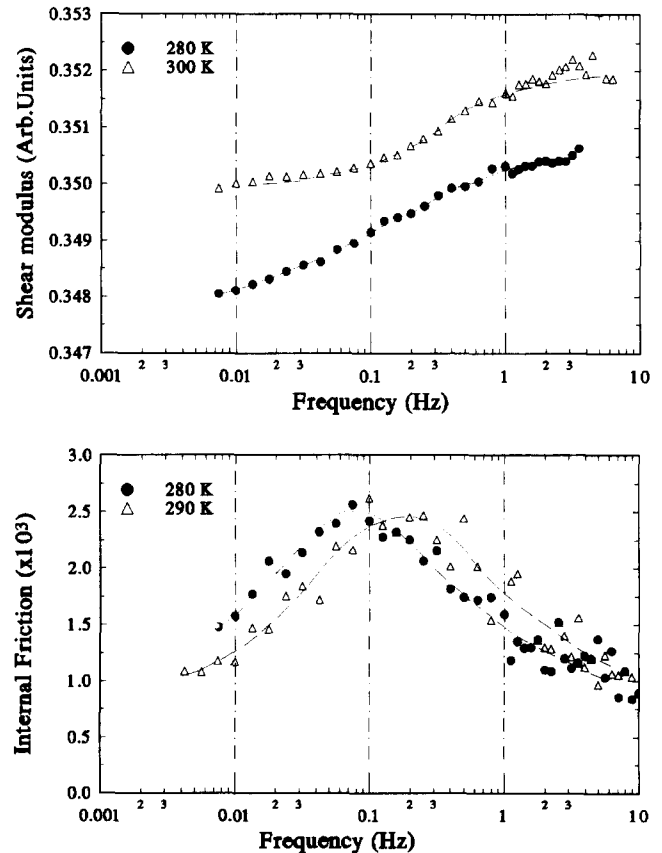 0.353
0.352
0.351
0.350
0.349
0.348
0.347
Shear modulus (Arb.Units)
280 K
300 K
0.001 2 3 0.01 2 3 0.1 2 3 1 2 3 10
Frequency (Hz)
3.0
2.5
2.0
1.5
1.0
0.5
0.0
Internal Friction (x10³)
280 K
290 K
0.001 2 3 0.01 2 3 0.1 2 3 1 2 3 10
Frequency (Hz)